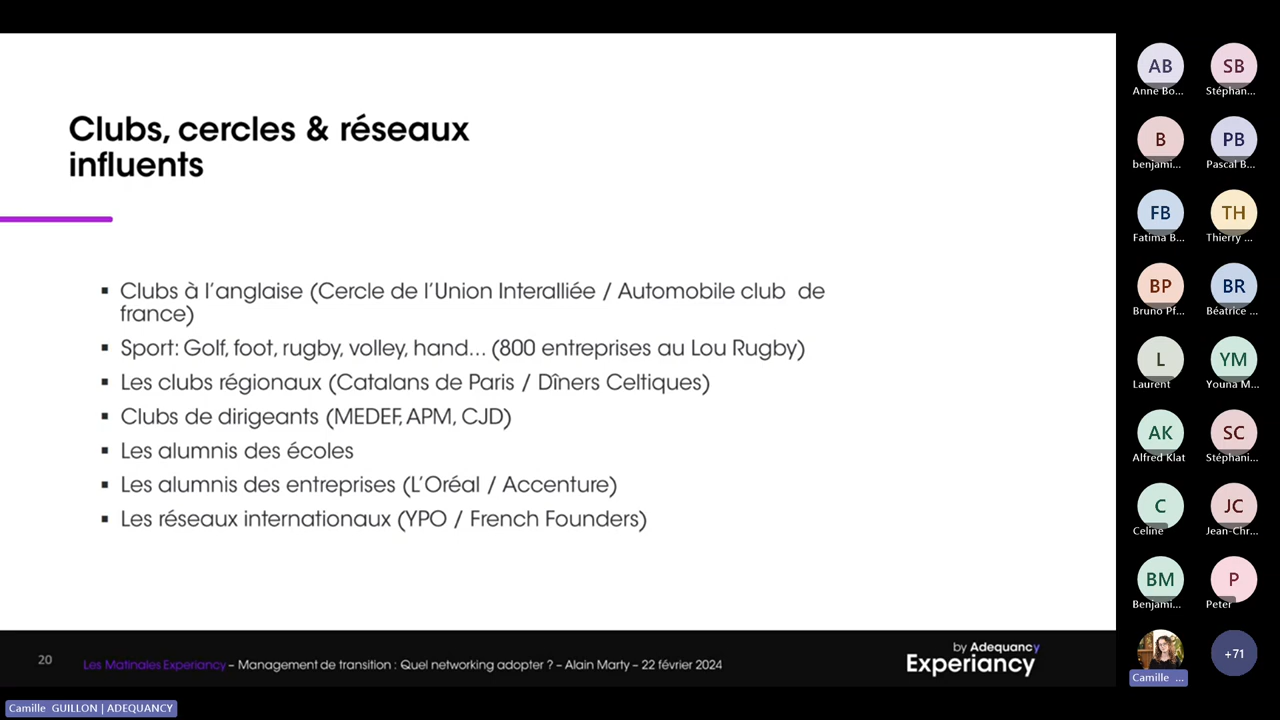 Clubs, cercles & réseaux
influents
▪ Clubs à l'anglaise (Cercle de l'Union Interalliée / Automobile club  de
france)
▪ Sport: Golf, foot, rugby, volley, hand... (800 entreprises au Lou Rugby)
▪ Les clubs régionaux (Catalans de Paris / Dîners Celtiques)
▪ Clubs de dirigeants (MEDEF, APM, CJD)
▪ Les alumnis des écoles
▪ Les alumnis des entreprises (L'Oréal / Accenture)
▪ Les réseaux internationaux (YPO / French Founders)
20
Les Matinales Experiancy – Management de transition : Quel networking adopter ? – Alain Marty – 22 février 2024
by Adequancy
Experiancy
AB
Anne Bo...
SB
Stéphan...
B
benjami...
PB
Pascal B...
FB
Fatima B...
TH
Thierry ...
BP
Bruno Pf...
BR
Béatrice ...
L
Laurent
YM
Youna M...
AK
Alfred Klat
SC
Stéphani...
C
Celine
JC
Jean-Chr...
BM
Benjami...
P
Peter
Camille ...
+71
Camille GUILLON | ADEQUANCY